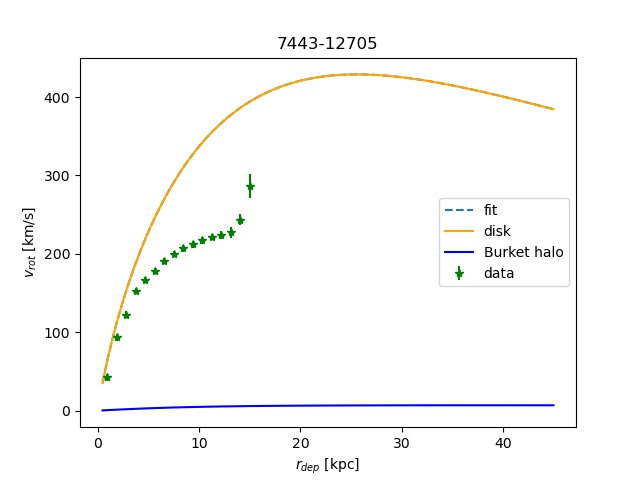 7443-12705
400
300
200
100
0
v_rot [km/s]
fit
disk
Burket halo
data
0
10
20
30
40
r_dep [kpc]